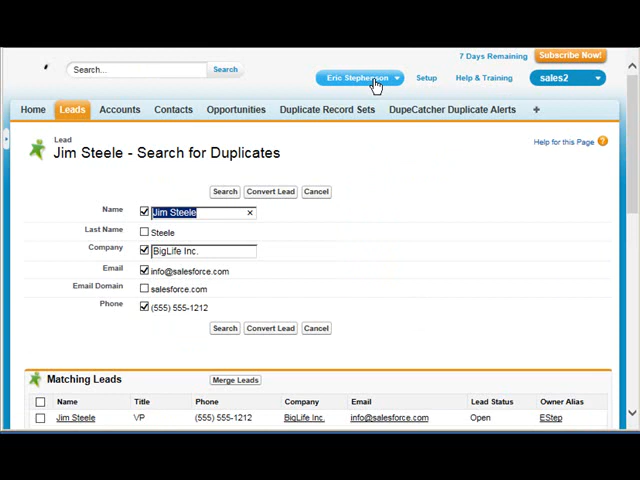 7 Days Remaining Subscribe Now!
Search... Search
Eric Stephenson Setup Help & Training sales2
Home Leads Accounts Contacts Opportunities Duplicate Record Sets DupeCatcher Duplicate Alerts +
Lead
Jim Steele - Search for Duplicates
Help for this Page ?
Search Convert Lead Cancel
Name Jim Steele ×
Last Name Steele
Company BigLife Inc.
Email info@salesforce.com
Email Domain salesforce.com
Phone (555) 555-1212
Search Convert Lead Cancel
Matching Leads Merge Leads
Name Title Phone Company Email Lead Status Owner Alias
Jim Steele VP (555) 555-1212 BigLife Inc. info@salesforce.com Open EStep